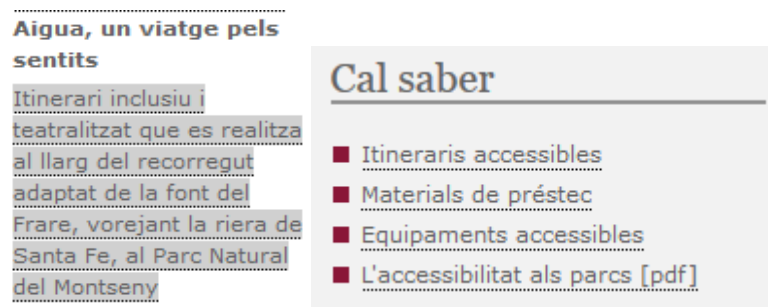 Aigua, un viatge pels
sentits
Itinerari inclusiu i
teatralitzat que es realitza
al llarg del recorregut
adaptat de la font del
Frare, vorejant la riera de
Santa Fe, al Parc Natural
del Montseny
Cal saber
Itineraris accessibles
Materials de préstec
Equipaments accessibles
L'accessibilitat als parcs [pdf]